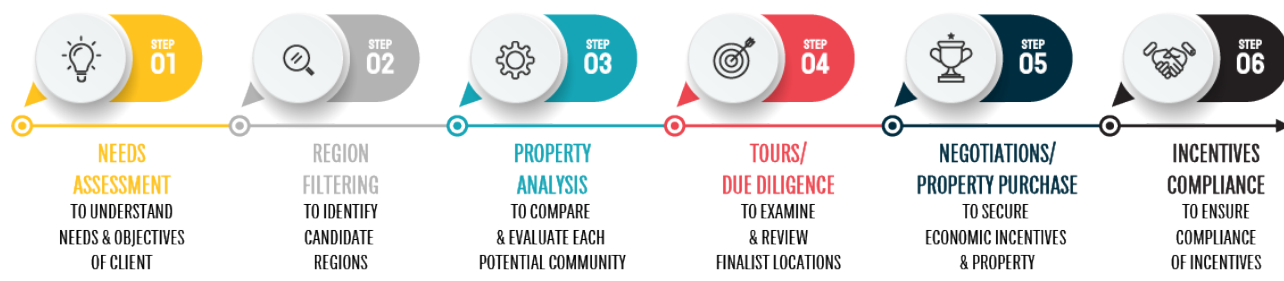 STEP
01
STEP
02
STEP
03
STEP
04
STEP
05
STEP
06
NEEDS
ASSESSMENT
TO UNDERSTAND
NEEDS & OBJECTIVES
OF CLIENT
REGION
FILTERING
TO IDENTIFY
CANDIDATE
REGIONS
PROPERTY
ANALYSIS
TO COMPARE
& EVALUATE EACH
POTENTIAL COMMUNITY
TOURS/
DUE DILIGENCE
TO EXAMINE
& REVIEW
FINALIST LOCATIONS
NEGOTIATIONS/
PROPERTY PURCHASE
TO SECURE
ECONOMIC INCENTIVES
& PROPERTY
INCENTIVES
COMPLIANCE
TO ENSURE
COMPLIANCE
OF INCENTIVES